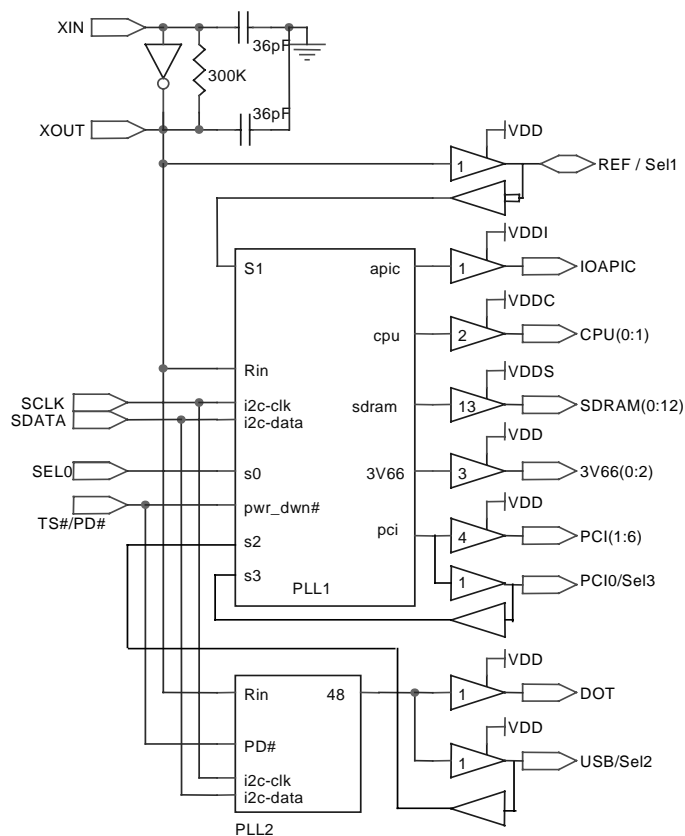 XIN
36pF
300K
XOUT
36pF
VDD
1
REF / Sel1
VDDI
S1
apic
1
IOAPIC
VDDC
cpu
2
CPU(0:1)
Rin
VDDS
SCLK
i2c-clk
sdram
13
SDRAM(0:12)
SDATA
i2c-data
VDD
SEL0
s0
3V66
3
3V66(0:2)
TS#/PD#
pwr_dwn#
VDD
pci
4
PCI(1:6)
s2
s3
1
PCI0/Sel3
PLL1
VDD
Rin
48
1
DOT
VDD
PD#
1
USB/Sel2
i2c-clk
i2c-data
PLL2